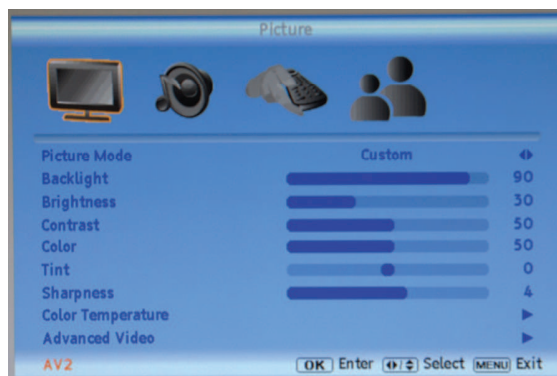 Picture
Picture Mode Custom
Backlight 90
Brightness 30
Contrast 50
Color 50
Tint 0
Sharpness 4
Color Temperature
Advanced Video
AV2 OK Enter Select MENU Exit